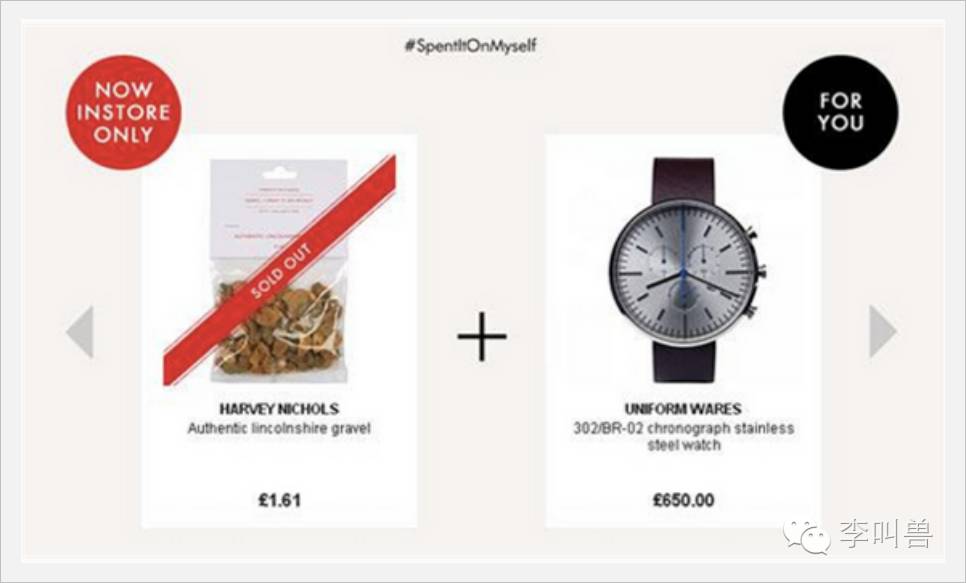 #SpentItOnMyself
NOW
INSTORE
ONLY
FOR
YOU
SOLD OUT
HARVEY NICHOLS
Authentic lincolnshire gravel
£1.61
UNIFORM WARES
302/BR-02 chronograph stainless
steel watch
£650.00
李叫兽